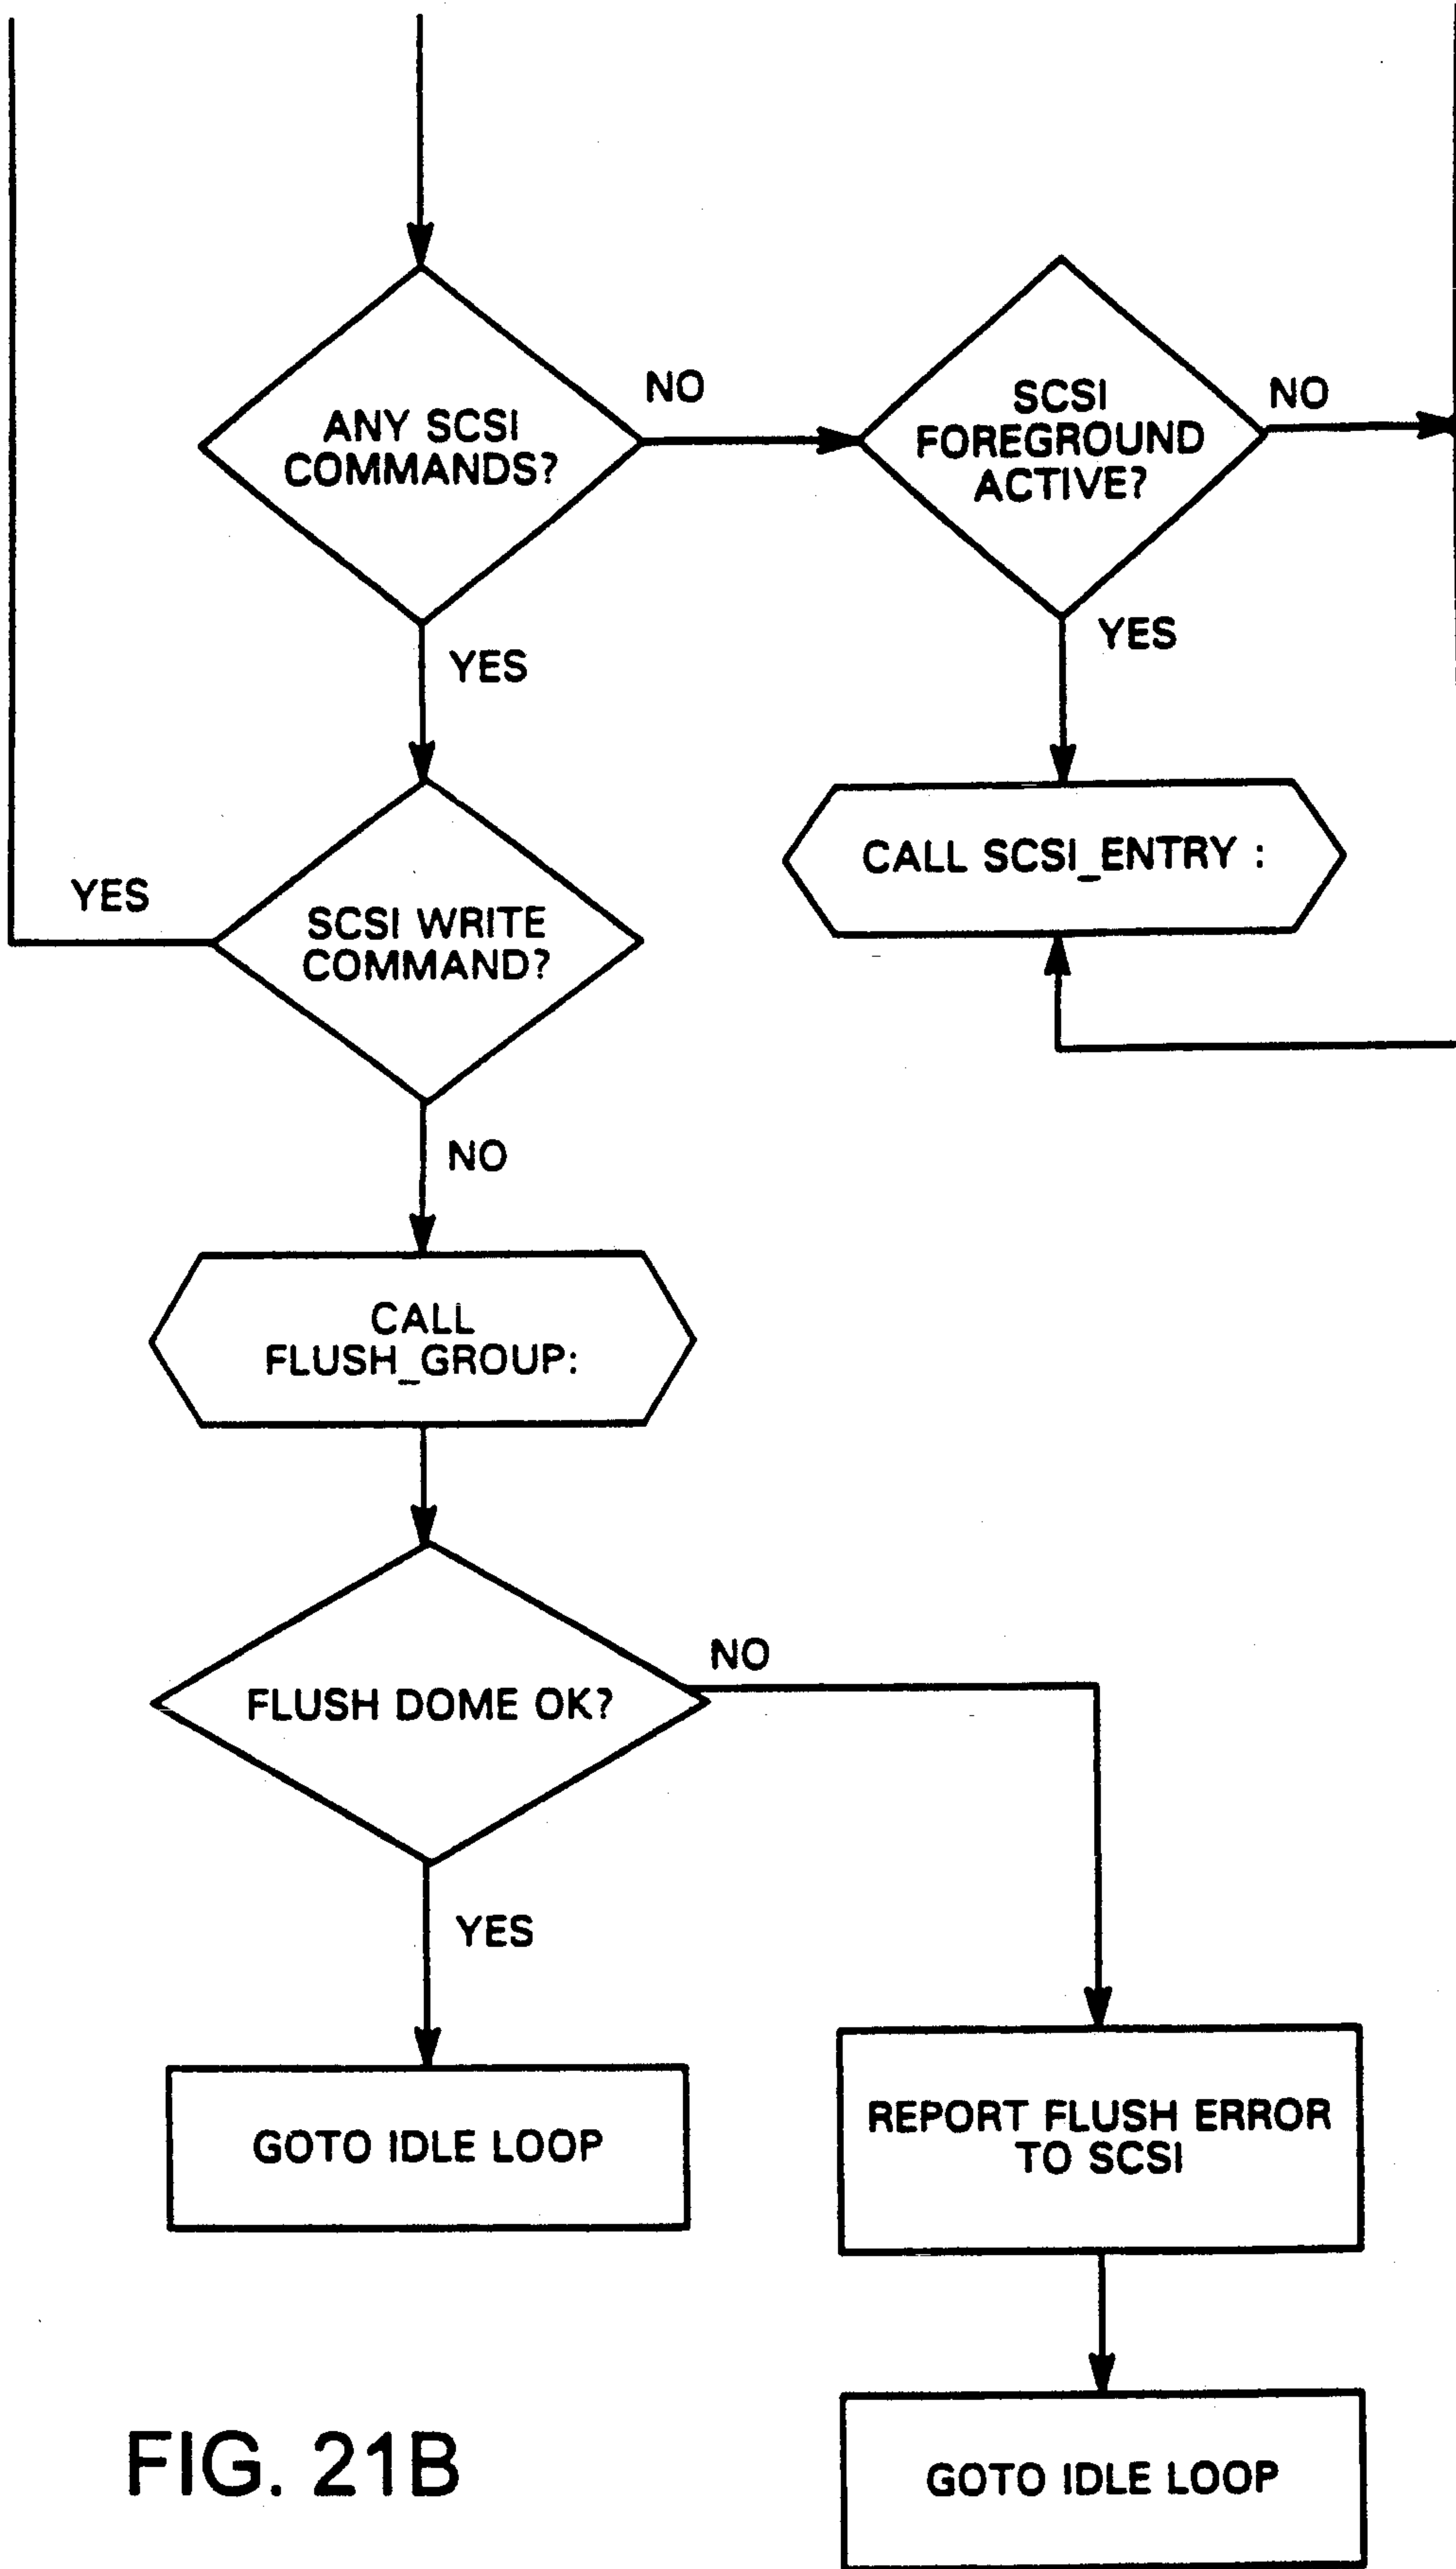 ANY SCSI
COMMANDS?
NO
SCSI
FOREGROUND
ACTIVE?
NO
YES
YES
CALL SCSI_ENTRY :
YES
SCSI WRITE
COMMAND?
NO
CALL
FLUSH_GROUP:
FLUSH DOME OK?
NO
YES
GOTO IDLE LOOP
REPORT FLUSH ERROR
TO SCSI
GOTO IDLE LOOP
FIG. 21B